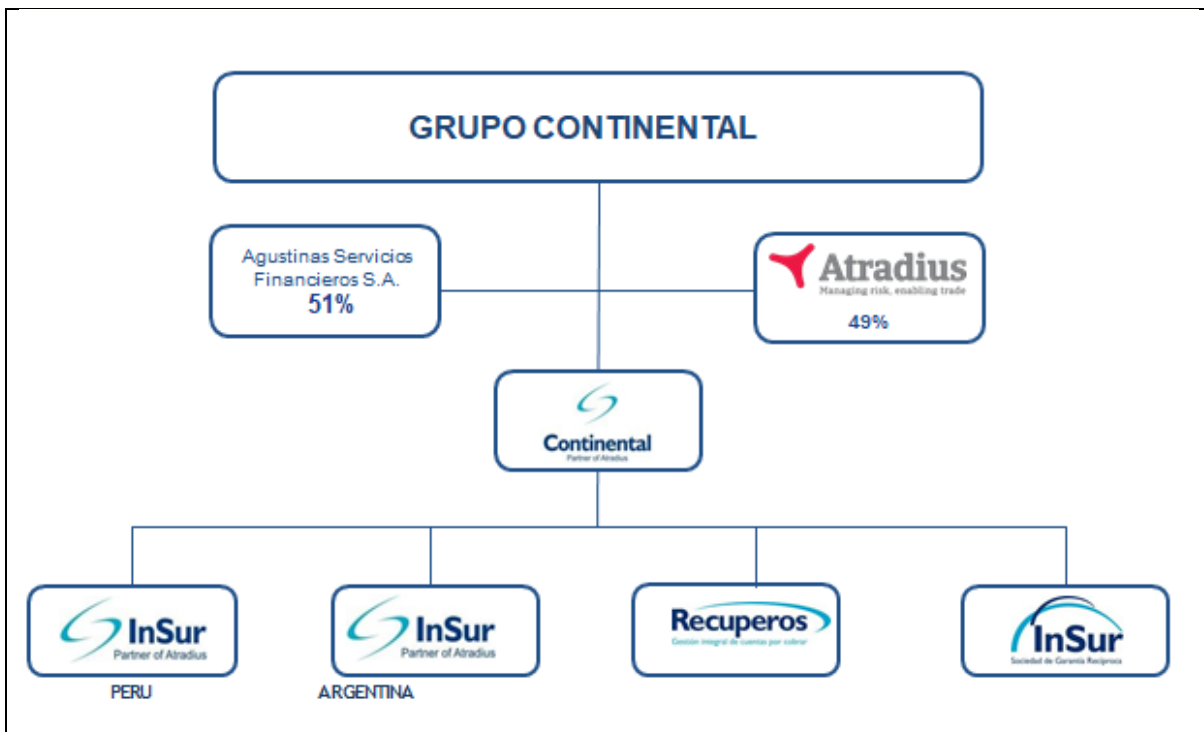 GRUPO CONTINENTAL
Agustinas Servicios
Financieros S.A.
51%
Atradius
Managing risk, enabling trade
49%
Continental
Partner of Atradius
InSur
Partner of Atradius
PERU
InSur
Partner of Atradius
ARGENTINA
Recuperos
Gestión integral de cuentas por cobrar
InSur
Sociedad de Garantía Recíproca